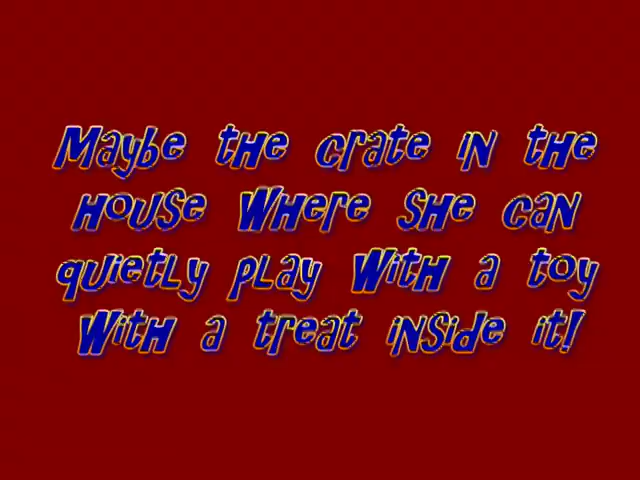 Maybe the crate in the
house where she can
quietly play with a toy
with a treat inside it!